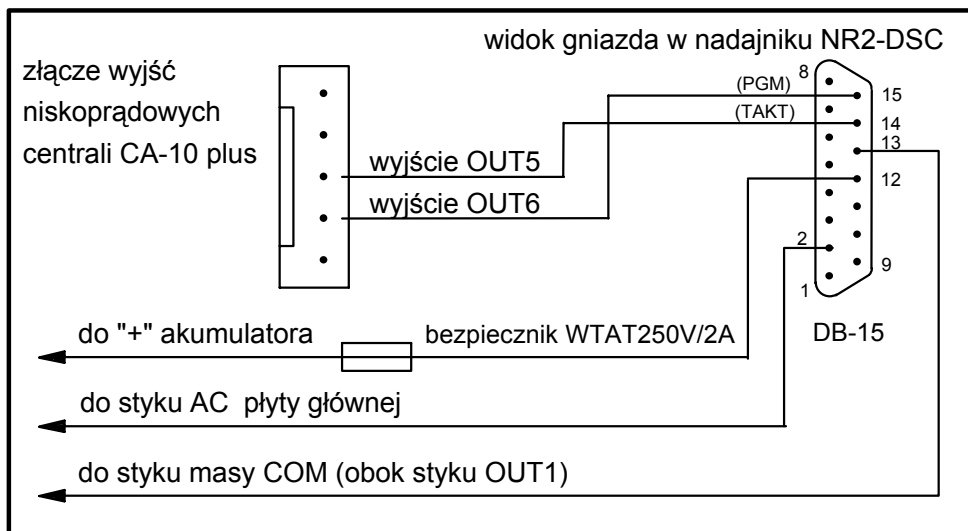 widok gniazda w nadajniku NR2-DSC
złącze wyjść
niskoprądowych
centrali CA-10 plus
8
(PGM)
15
(TAKT)
14
13
wyjście OUT5
12
wyjście OUT6
2
9
1
do "+" akumulatora
bezpiecznik WTAT250V/2A
DB-15
do styku AC płyty głównej
do styku masy COM (obok styku OUT1)